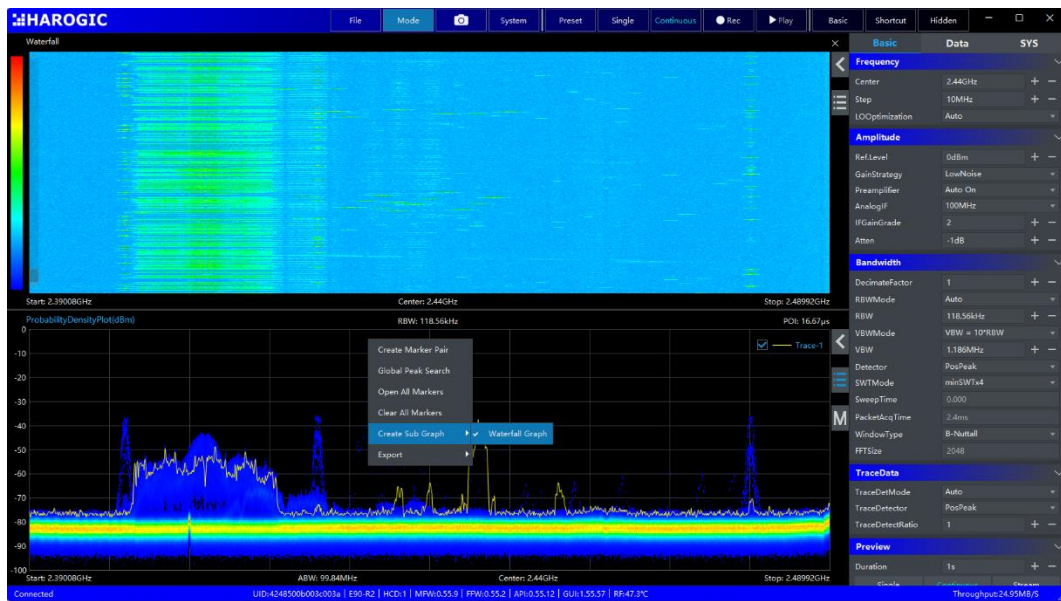 HAROGIC
File Mode System Preset Single Continuous Rec Play Basic Shortcut Hidden
Waterfall
Start: 2.39008GHz Center: 2.44GHz Stop: 2.48992GHz
ProbabilityDensityPlot(dBm) RBW: 118.56kHz POI: 16.67μs
Trace-1
0
-10
-20
-30
-40
-50
-60
-70
-80
-90
-100
Create Marker Pair
Global Peak Search
Open All Markers
Clear All Markers
Create Sub Graph Waterfall Graph
Export
M
Start: 2.39008GHz ABW: 99.84MHz Center: 2.44GHz Stop: 2.48992GHz
Basic Data SYS
Frequency
Center 2.44GHz
Step 10MHz
LOOptimization Auto
Amplitude
Ref.Level 0dBm
GainStrategy LowNoise
Preamplifier Auto On
AnalogIF 100MHz
IFGainGrade 2
Atten -1dB
Bandwidth
DecimateFactor 1
RBWMode Auto
RBW 118.56kHz
VBWMode VBW = 10*RBW
VBW 1.186MHz
Detector PosPeak
SWTMode minSWTx4
SweepTime 0.000
PacketAcqTime 2.4ms
WindowType B-Nuttall
FFTSize 2048
TraceData
TraceDetMode Auto
TraceDetector PosPeak
TraceDetectRatio 1
Preview
Duration 1s
Single Continuous Stream
Connected UID:4248500b003c003a | E90-R2 | HCD:1 | MFW:0.55.9 | FFW:0.55.2 | API:0.55.12 | GUI:1.55.57 | RF:47.3°C Throughput:24.95MB/S